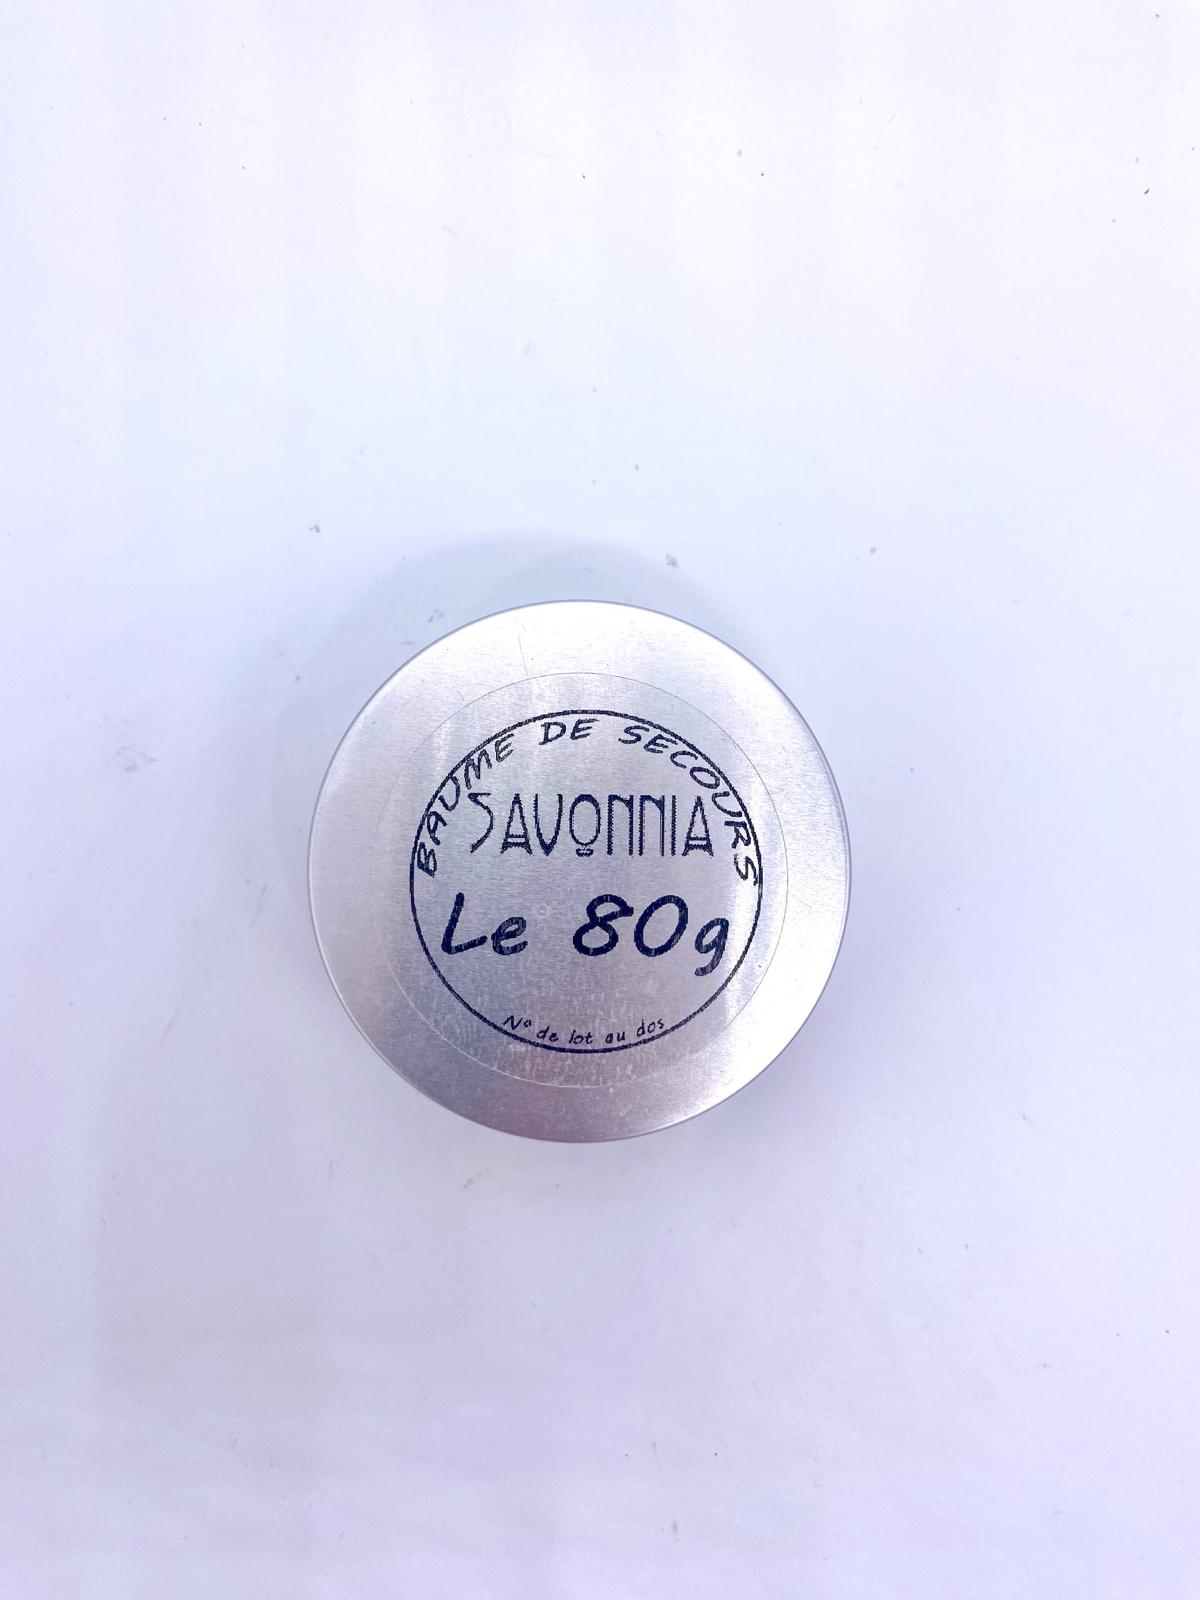 BAUME DE SECOURS
SAVONNIA
Le 80g
N° de lot au dos